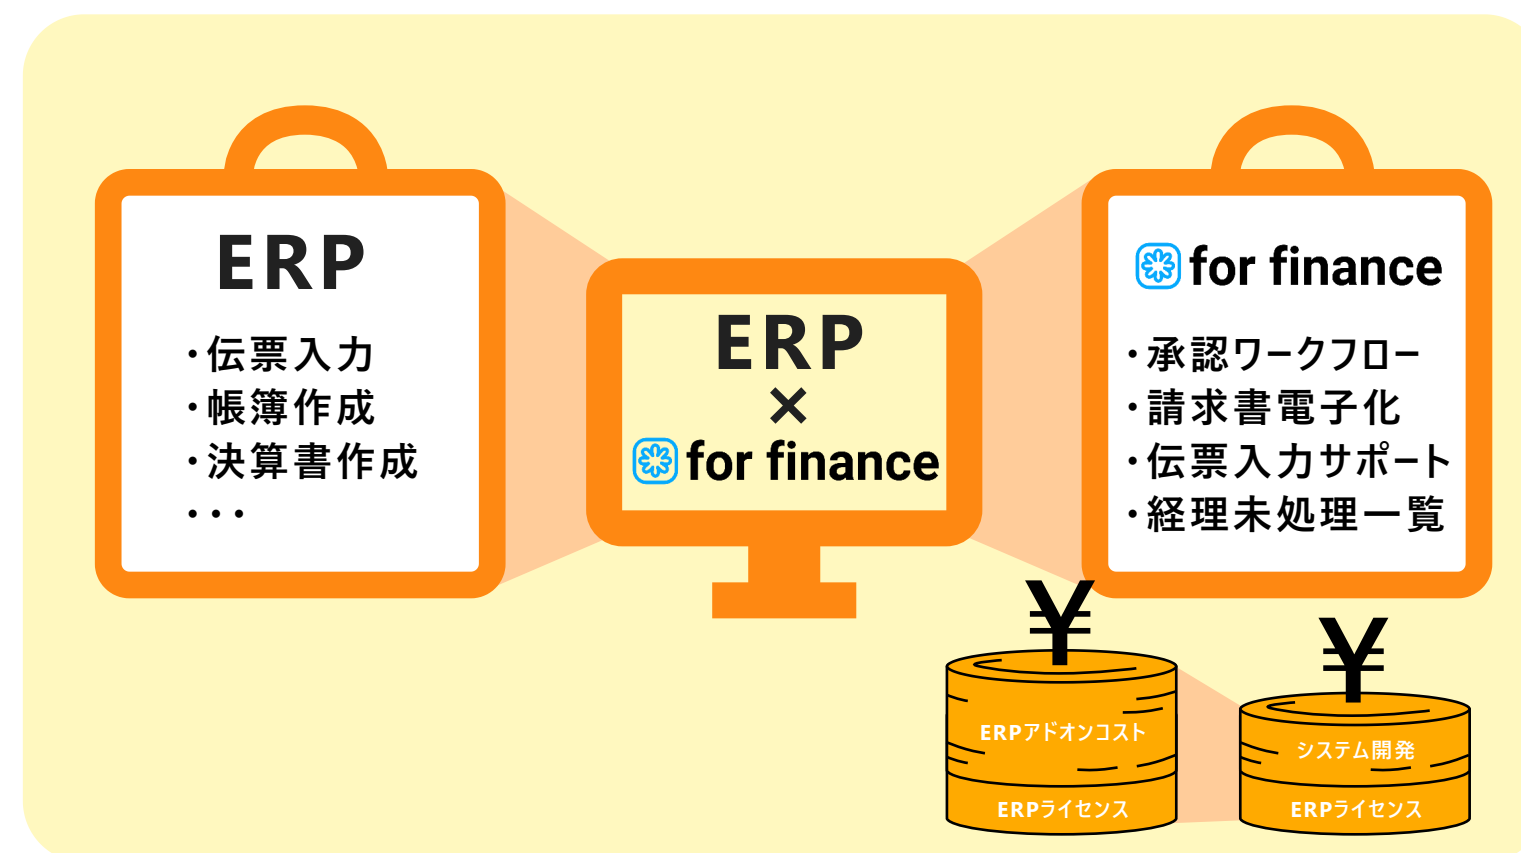 ERP
・伝票入力
・帳簿作成
・決算書作成
・・・
ERP
×
for finance
for finance
・承認ワークフロー
・請求書電子化
・伝票入力サポート
・経理未処理一覧
¥
ERPアドオンコスト
ERPライセンス
¥
システム開発
ERPライセンス